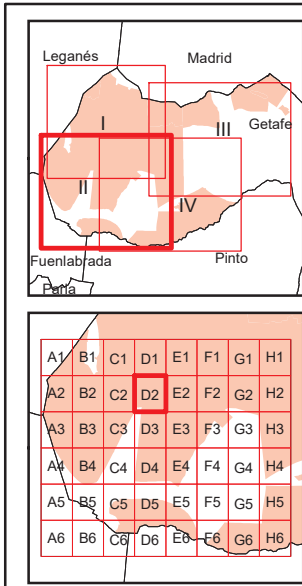 Leganés
Madrid
I
III
Getafe
II
IV
Fuenlabrada
Pinto
Parla
A1 B1 C1 D1 E1 F1 G1 H1
A2 B2 C2 D2 E2 F2 G2 H2
A3 B3 C3 D3 E3 F3 G3 H3
A4 B4 C4 D4 E4 F4 G4 H4
A5 B5 C5 D5 E5 F5 G5 H5
A6 B6 C6 D6 E6 F6 G6 H6